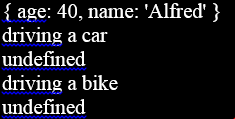 { age: 40, name: 'Alfred' }
driving a car
undefined
driving a bike
undefined